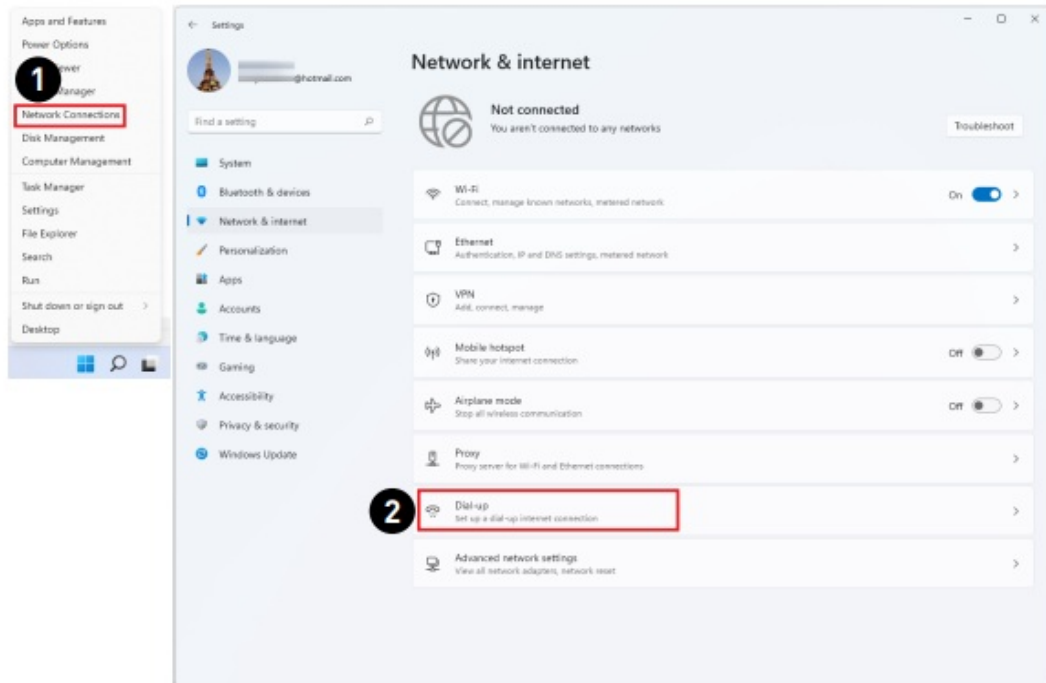 Apps and Features
Power Options
ewer
1
anager
Network Connections
Disk Management
Computer Management
Task Manager
Settings
File Explorer
Search
Run
Shut down or sign out
Desktop
Settings
@hotmail.com
Find a setting
System
Bluetooth & devices
Network & internet
Personalization
Apps
Accounts
Time & language
Gaming
Accessibility
Privacy & security
Windows Update
Network & internet
Not connected
You aren't connected to any networks
Troubleshoot
Wi-Fi
Connect, manage known networks, metered network
On
Ethernet
Authentication, IP and DNS settings, metered network
VPN
Add, connect, manage
Mobile hotspot
Share your internet connection
Off
Airplane mode
Stop all wireless communication
Off
Proxy
Proxy server for Wi-Fi and Ethernet connections
2
Dial-up
Set up a dial-up internet connection
Advanced network settings
View all network adapters, network reset